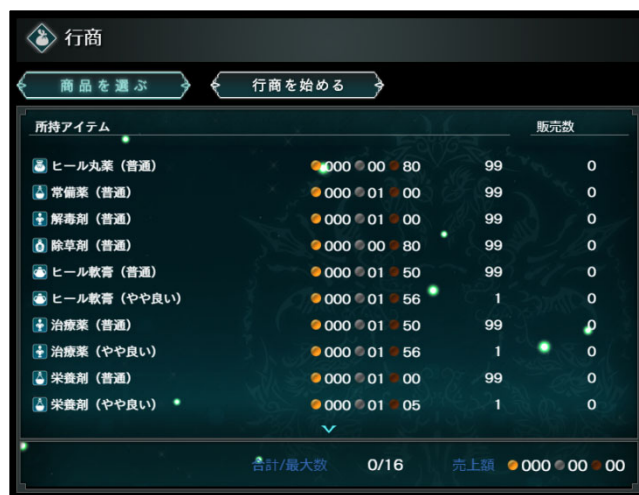 行商
商品を選ぶ 行商を始める
所持アイテム 販売数
ヒール丸薬（普通） 000 00 80 99 0
常備薬（普通） 000 01 00 99 0
解毒剤（普通） 000 01 00 99 0
除草剤（普通） 000 00 80 99 0
ヒール軟膏（普通） 000 01 50 99 0
ヒール軟膏（やや良い） 000 01 56 1 0
治療薬（普通） 000 01 50 99 0
治療薬（やや良い） 000 01 56 1 0
栄養剤（普通） 000 01 00 99 0
栄養剤（やや良い） 000 01 05 1 0
合計/最大数 0/16 売上額 000 00 00